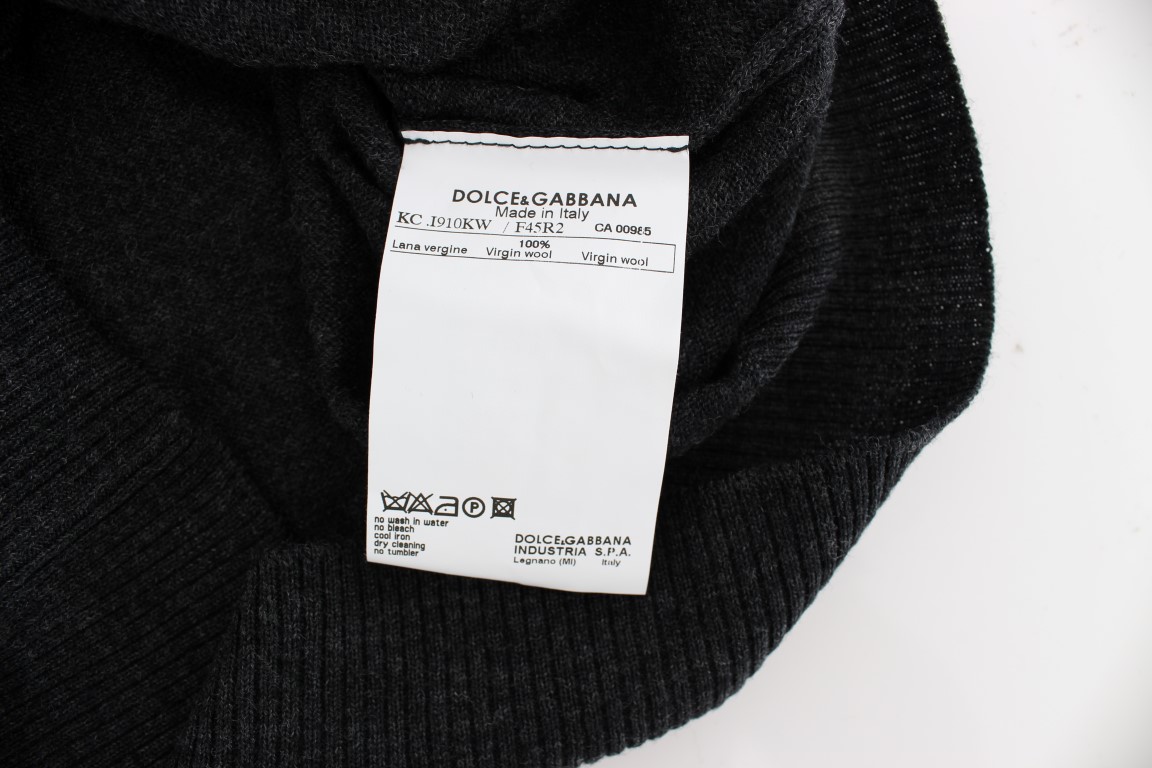 DOLCE&GABBANA
Made in Italy
KC .I910KW / F45R2 CA 00985
100%
Lana vergine Virgin wool Virgin wool
P
no wash in water
no bleach
cool iron
dry cleaning
no tumbler
DOLCE&GABBANA
INDUSTRIA S.P.A.
Legnano (MI) Italy